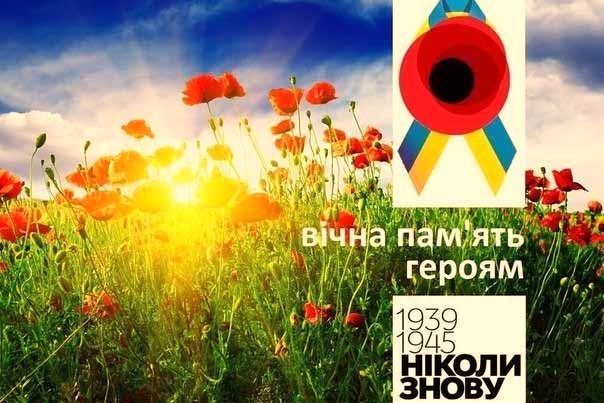 вічна пам'ять
героям
1939
1945
НІКОЛИ
ЗНОВУ